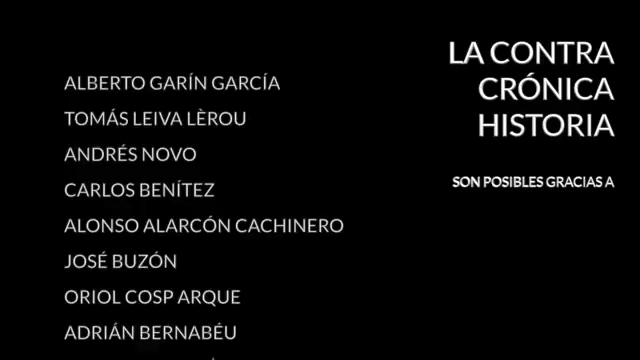 LA CONTRA
CRÓNICA
HISTORIA
SON POSIBLES GRACIAS A
ALBERTO GARÍN GARCÍA
TOMÁS LEIVA LÈROU
ANDRÉS NOVO
CARLOS BENÍTEZ
ALONSO ALARCÓN CACHINERO
JOSÉ BUZÓN
ORIOL COSP ARQUE
ADRIÁN BERNABÉU